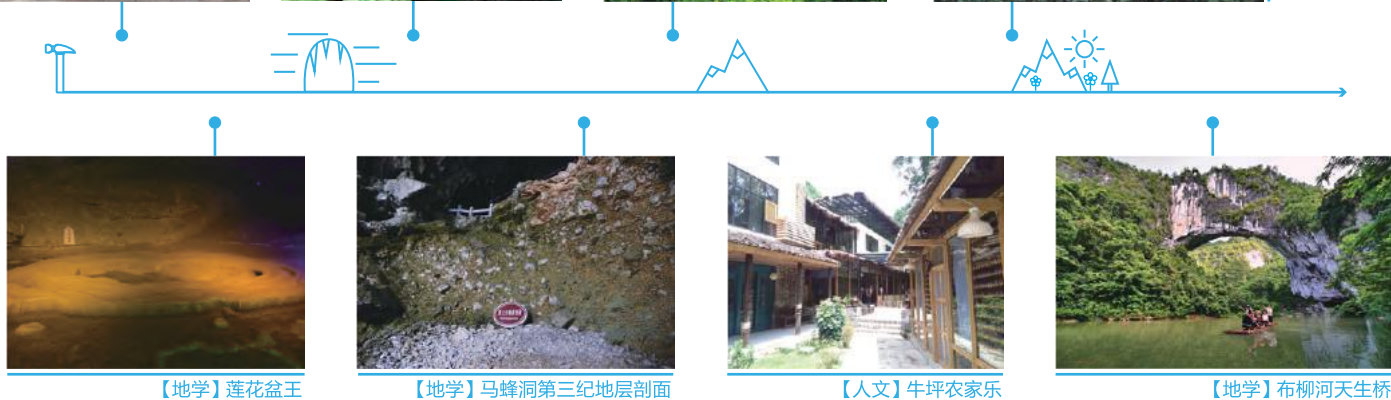 【地学】莲花盆王
【地学】马蜂洞第三纪地层剖面
【人文】牛坪农家乐
【地学】布柳河天生桥